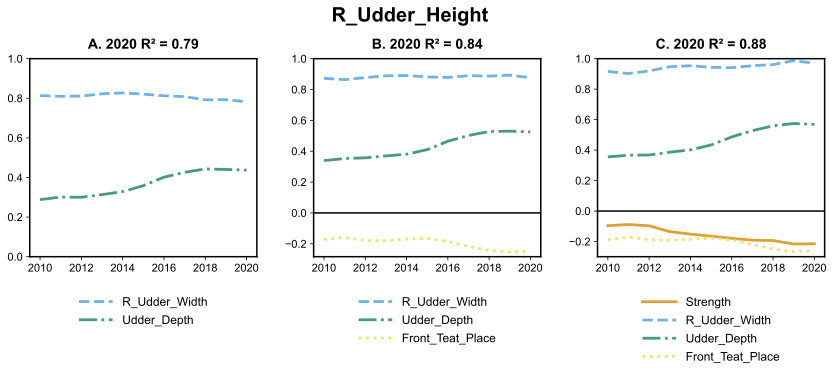 R_Udder_Height
A. 2020 R² = 0.79
1.0
0.8
0.6
0.4
0.2
0.0
2010 2012 2014 2016 2018 2020
R_Udder_Width
Udder_Depth
B. 2020 R² = 0.84
1.0
0.8
0.6
0.4
0.2
0.0
−0.2
2010 2012 2014 2016 2018 2020
R_Udder_Width
Udder_Depth
Front_Teat_Place
C. 2020 R² = 0.88
1.0
0.8
0.6
0.4
0.2
0.0
−0.2
2010 2012 2014 2016 2018 2020
Strength
R_Udder_Width
Udder_Depth
Front_Teat_Place